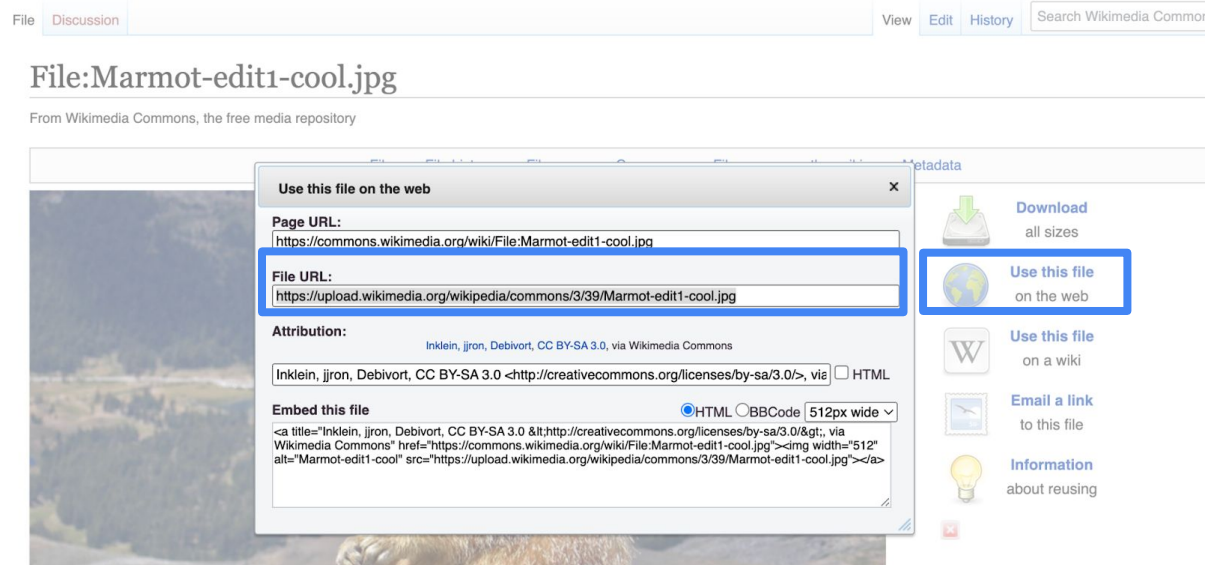 File Discussion View Edit History Search Wikimedia Common
File:Marmot-edit1-cool.jpg
From Wikimedia Commons, the free media repository
Metadata
Use this file on the web x
Page URL:
https://commons.wikimedia.org/wiki/File:Marmot-edit1-cool.jpg
File URL:
https://upload.wikimedia.org/wikipedia/commons/3/39/Marmot-edit1-cool.jpg
Attribution:
Inklein, jjron, Debivort, CC BY-SA 3.0, via Wikimedia Commons
Inklein, jjron, Debivort, CC BY-SA 3.0 <http://creativecommons.org/licenses/by-sa/3.0/>, via HTML
Embed this file HTML BBCode 512px wide
<a title="Inklein, jjron, Debivort, CC BY-SA 3.0 &lt;http://creativecommons.org/licenses/by-sa/3.0/&gt;, via
Wikimedia Commons" href="https://commons.wikimedia.org/wiki/File:Marmot-edit1-cool.jpg"><img width="512"
alt="Marmot-edit1-cool" src="https://upload.wikimedia.org/wikipedia/commons/3/39/Marmot-edit1-cool.jpg"></a>
Download
all sizes
Use this file
on the web
W
Use this file
on a wiki
Email a link
to this file
Information
about reusing